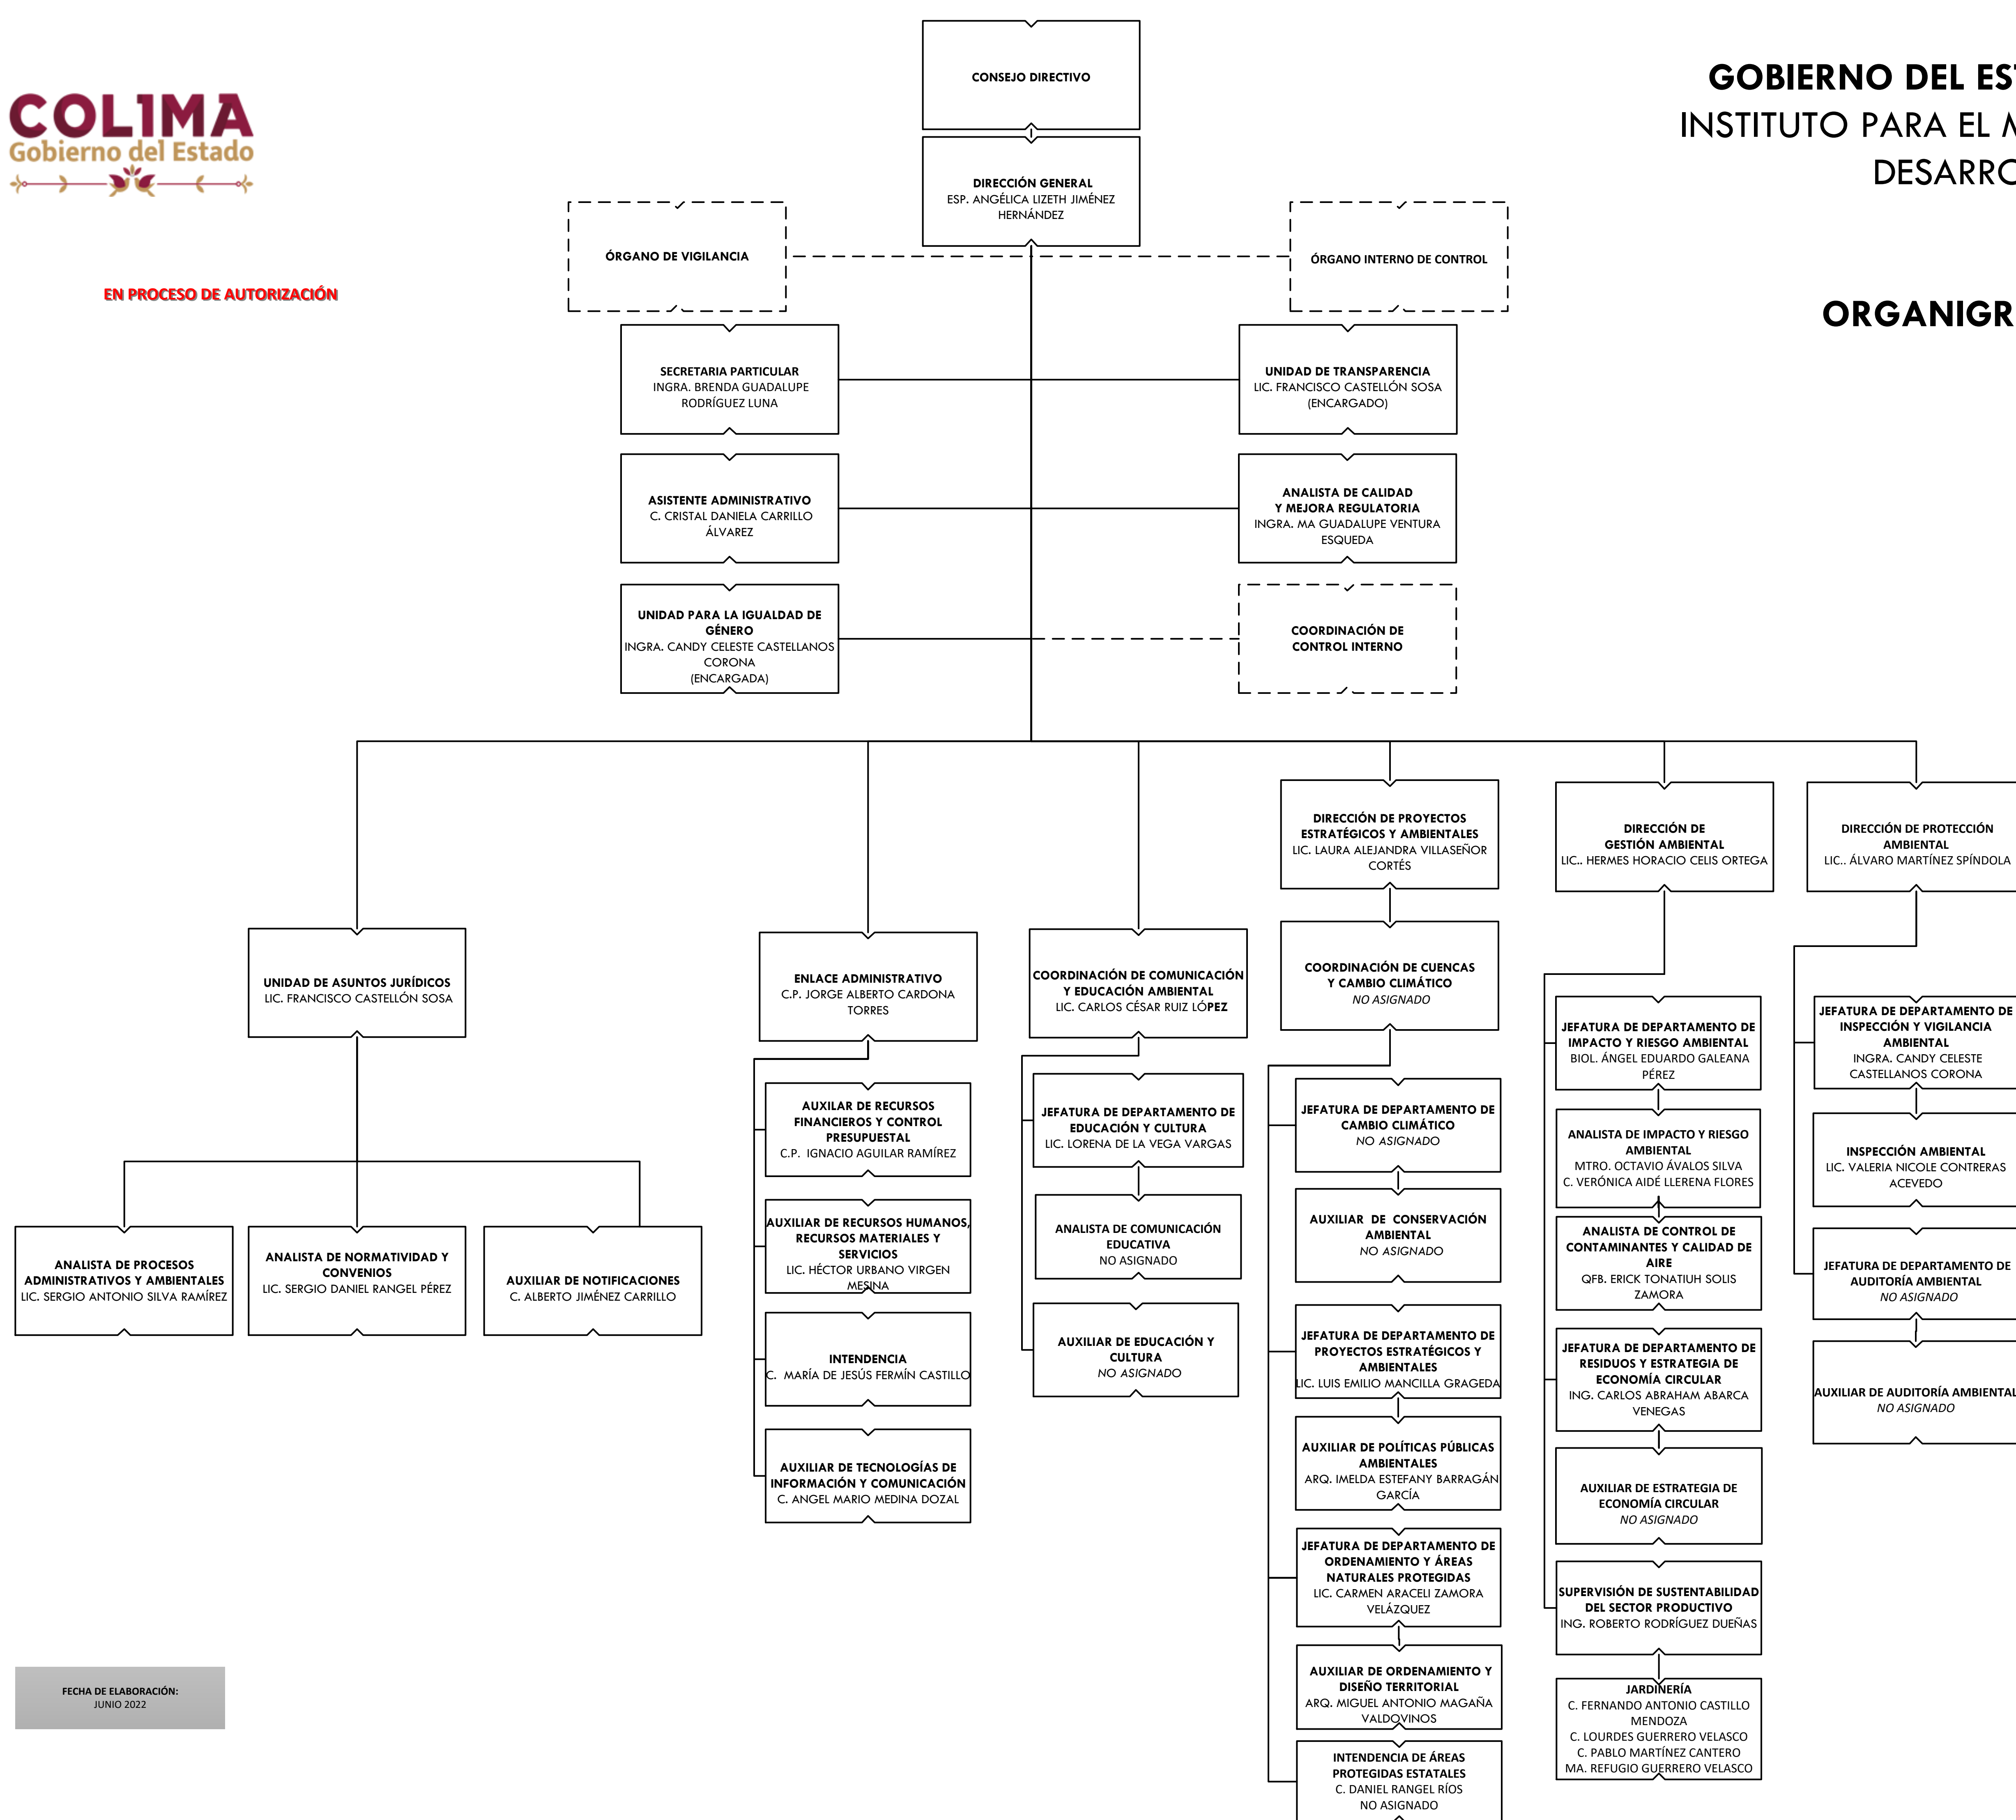 CONSEJO DIRECTIVO
COL1MA
Gobierno del Estado
GOBIERNO DEL EST
INSTITUTO PARA EL M
DESARRO
DIRECCIÓN GENERAL
ESP. ANGÉLICA LIZETH JIMÉNEZ
HERNÁNDEZ
ÓRGANO DE VIGILANCIA
ÓRGANO INTERNO DE CONTROL
EN PROCESO DE AUTORIZACIÓN
ORGANIGR
SECRETARIA PARTICULAR
INGRA. BRENDA GUADALUPE
RODRÍGUEZ LUNA
UNIDAD DE TRANSPARENCIA
LIC. FRANCISCO CASTELLÓN SOSA
(ENCARGADO)
ASISTENTE ADMINISTRATIVO
C. CRISTAL DANIELA CARRILLO
ÁLVAREZ
ANALISTA DE CALIDAD
Y MEJORA REGULATORIA
INGRA. MA GUADALUPE VENTURA
ESQUEDA
UNIDAD PARA LA IGUALDAD DE
GÉNERO
INGRA. CANDY CELESTE CASTELLANOS
CORONA
(ENCARGADA)
COORDINACIÓN DE
CONTROL INTERNO
UNIDAD DE ASUNTOS JURÍDICOS
LIC. FRANCISCO CASTELLÓN SOSA
ANALISTA DE PROCESOS
ADMINISTRATIVOS Y AMBIENTALES
LIC. SERGIO ANTONIO SILVA RAMÍREZ
ANALISTA DE NORMATIVIDAD Y
CONVENIOS
LIC. SERGIO DANIEL RANGEL PÉREZ
AUXILIAR DE NOTIFICACIONES
C. ALBERTO JIMÉNEZ CARRILLO
ENLACE ADMINISTRATIVO
C.P. JORGE ALBERTO CARDONA
TORRES
AUXILAR DE RECURSOS
FINANCIEROS Y CONTROL
PRESUPUESTAL
C.P. IGNACIO AGUILAR RAMÍREZ
AUXILIAR DE RECURSOS HUMANOS,
RECURSOS MATERIALES Y
SERVICIOS
LIC. HÉCTOR URBANO VIRGEN
MESINA
INTENDENCIA
C. MARÍA DE JESÚS FERMÍN CASTILLO
AUXILIAR DE TECNOLOGÍAS DE
INFORMACIÓN Y COMUNICACIÓN
C. ANGEL MARIO MEDINA DOZAL
COORDINACIÓN DE COMUNICACIÓN
Y EDUCACIÓN AMBIENTAL
LIC. CARLOS CÉSAR RUIZ LÓPEZ
JEFATURA DE DEPARTAMENTO DE
EDUCACIÓN Y CULTURA
LIC. LORENA DE LA VEGA VARGAS
ANALISTA DE COMUNICACIÓN
EDUCATIVA
NO ASIGNADO
AUXILIAR DE EDUCACIÓN Y
CULTURA
NO ASIGNADO
DIRECCIÓN DE PROYECTOS
ESTRATÉGICOS Y AMBIENTALES
LIC. LAURA ALEJANDRA VILLASEÑOR
CORTÉS
COORDINACIÓN DE CUENCAS
Y CAMBIO CLIMÁTICO
NO ASIGNADO
JEFATURA DE DEPARTAMENTO DE
CAMBIO CLIMÁTICO
NO ASIGNADO
AUXILIAR DE CONSERVACIÓN
AMBIENTAL
NO ASIGNADO
JEFATURA DE DEPARTAMENTO DE
PROYECTOS ESTRATÉGICOS Y
AMBIENTALES
LIC. LUIS EMILIO MANCILLA GRAGEDA
AUXILIAR DE POLÍTICAS PÚBLICAS
AMBIENTALES
ARQ. IMELDA ESTEFANY BARRAGÁN
GARCÍA
JEFATURA DE DEPARTAMENTO DE
ORDENAMIENTO Y ÁREAS
NATURALES PROTEGIDAS
LIC. CARMEN ARACELI ZAMORA
VELÁZQUEZ
AUXILIAR DE ORDENAMIENTO Y
DISEÑO TERRITORIAL
ARQ. MIGUEL ANTONIO MAGAÑA
VALDOVINOS
INTENDENCIA DE ÁREAS
PROTEGIDAS ESTATALES
C. DANIEL RANGEL RÍOS
NO ASIGNADO
DIRECCIÓN DE
GESTIÓN AMBIENTAL
LIC.. HERMES HORACIO CELIS ORTEGA
JEFATURA DE DEPARTAMENTO DE
IMPACTO Y RIESGO AMBIENTAL
BIOL. ÁNGEL EDUARDO GALEANA
PÉREZ
ANALISTA DE IMPACTO Y RIESGO
AMBIENTAL
MTRO. OCTAVIO ÁVALOS SILVA
C. VERÓNICA AIDÉ LLERENA FLORES
ANALISTA DE CONTROL DE
CONTAMINANTES Y CALIDAD DE
AIRE
QFB. ERICK TONATIUH SOLIS
ZAMORA
JEFATURA DE DEPARTAMENTO DE
RESIDUOS Y ESTRATEGIA DE
ECONOMÍA CIRCULAR
ING. CARLOS ABRAHAM ABARCA
VENEGAS
AUXILIAR DE ESTRATEGIA DE
ECONOMÍA CIRCULAR
NO ASIGNADO
SUPERVISIÓN DE SUSTENTABILIDAD
DEL SECTOR PRODUCTIVO
ING. ROBERTO RODRÍGUEZ DUEÑAS
JARDINERÍA
C. FERNANDO ANTONIO CASTILLO
MENDOZA
C. LOURDES GUERRERO VELASCO
C. PABLO MARTÍNEZ CANTERO
MA. REFUGIO GUERRERO VELASCO
DIRECCIÓN DE PROTECCIÓN
AMBIENTAL
LIC.. ÁLVARO MARTÍNEZ SPÍNDOLA
JEFATURA DE DEPARTAMENTO DE
INSPECCIÓN Y VIGILANCIA
AMBIENTAL
INGRA. CANDY CELESTE
CASTELLANOS CORONA
INSPECCIÓN AMBIENTAL
LIC. VALERIA NICOLE CONTRERAS
ACEVEDO
JEFATURA DE DEPARTAMENTO DE
AUDITORÍA AMBIENTAL
NO ASIGNADO
AUXILIAR DE AUDITORÍA AMBIENTAL
NO ASIGNADO
FECHA DE ELABORACIÓN:
JUNIO 2022